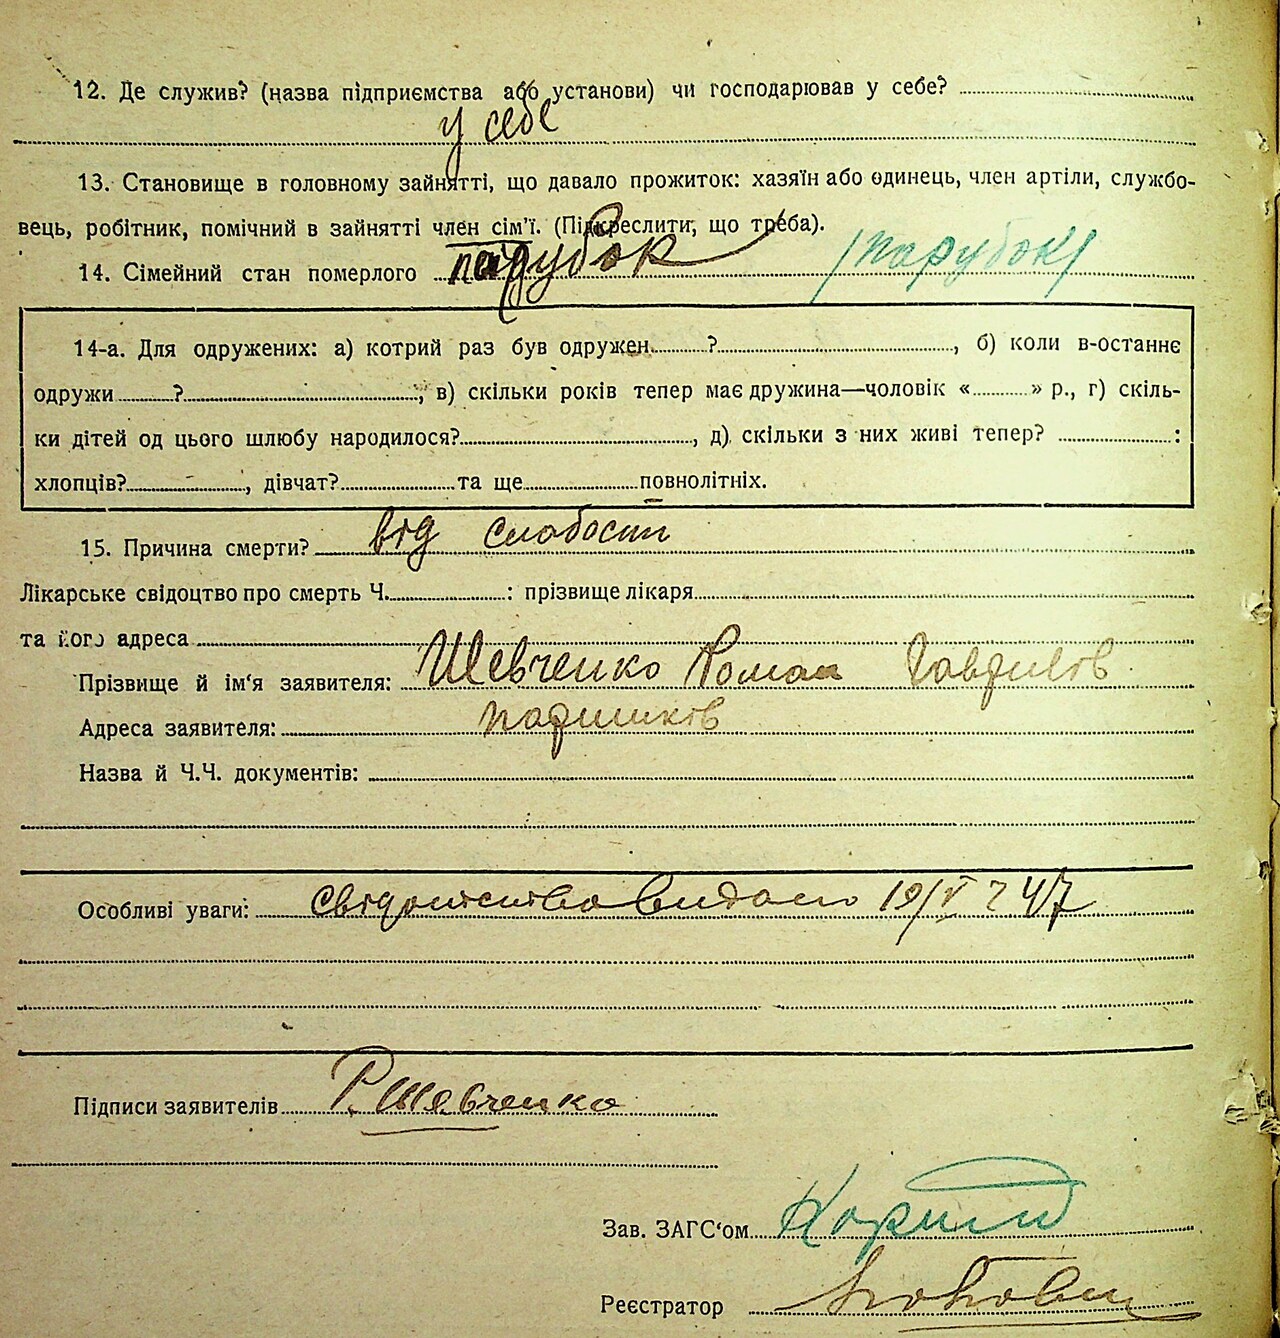 12. Де служив? (назва підприємства або установи) чи господарював у себе?
у себе
13. Становище в головному зайнятті, що давало прожиток: хазяїн або одинець, член артіли, службо-
вець, робітник, помічний в зайнятті член сім'ї. (Підкреслити, що треба).
14. Сімейний стан померлого парубок /парубок/
14-а. Для одружених: а) котрий раз був одружен ? , б) коли в-останнє
одружи ? , в) скільки років тепер має дружина—чоловік « » р., г) скіль-
ки дітей од цього шлюбу народилося? , д) скільки з них живі тепер? :
хлопців? , дівчат? та ще повнолітніх.
15. Причина смерти? від слабости
Лікарське свідоцтво про смерть Ч. : прізвище лікаря
та його адреса
Прізвище й ім'я заявителя: Шевченко Роман Гаврилов
Адреса заявителя:
Назва й Ч.Ч. документів:
Особливі уваги: видано 19/V
Підписи заявителів Р. Шевченко
Зав. ЗАГС'ом
Реєстратор